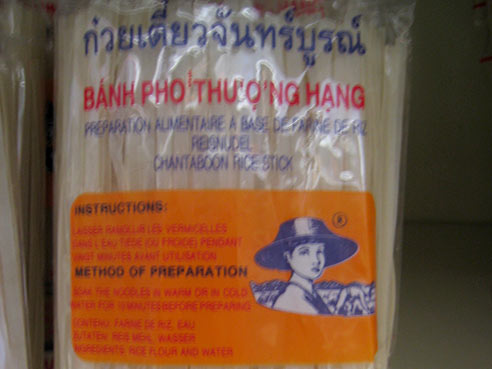 ก๋วยเตี๋ยวจันทร์บูรณ์
BÁNH PHO THƯỢNG HẠNG
PREPARATION ALIMENTAIRE A BASE DE FARINE DE RIZ
REISNUDEL
CHANTABOON RICE STICK
INSTRUCTIONS:
LAISSER RAMOLLIR LES VERMICELLES
DANS L'EAU TIEDE (OU FROIDE) PENDANT
VINGT MINUTES AVANT UTILISATION
METHOD OF PREPARATION
SOAK THE NOODLES IN WARM OR IN COLD
WATER FOR 10 MINUTES BEFORE PREPARING
CONTENU: FARINE DE RIZ, EAU
ZUTATEN: REIS MEHL, WASSER
INGREDIENTS: RICE FLOUR AND WATER
®